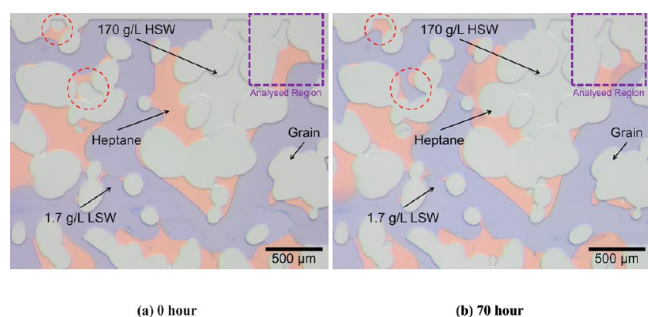 170 g/L HSW
Analysed Region
Heptane
Grain
1.7 g/L LSW
500 µm
170 g/L HSW
Analysed Region
Heptane
Grain
1.7 g/L LSW
500 µm
(a) 0 hour
(b) 70 hour